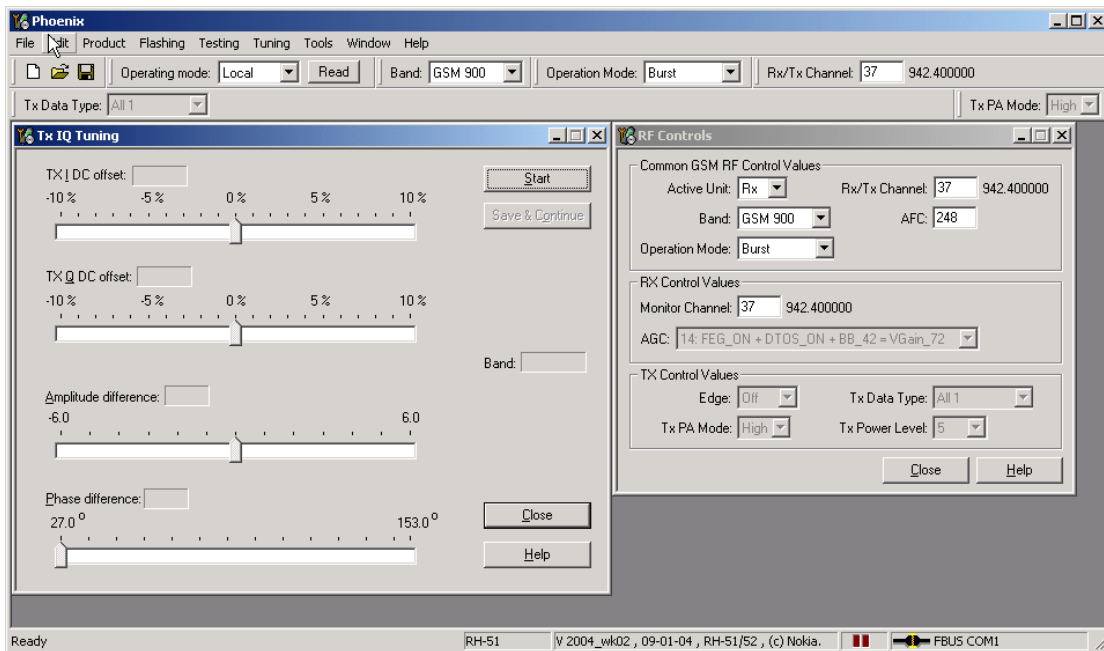 Phoenix
File Edit Product Flashing Testing Tuning Tools Window Help
Operating mode: Local Read Band: GSM 900 Operation Mode: Burst Rx/Tx Channel: 37 942.400000
Tx Data Type: All 1 Tx PA Mode: High
Tx IQ Tuning
TX I DC offset:
-10 % -5 % 0 % 5 % 10 %
Start
Save & Continue
TX Q DC offset:
-10 % -5 % 0 % 5 % 10 %
Band:
Amplitude difference:
-6.0 6.0
Phase difference:
27.0 o 153.0 o
Close
Help
RF Controls
Common GSM RF Control Values
Active Unit: Rx Rx/Tx Channel: 37 942.400000
Band: GSM 900 AFC: 248
Operation Mode: Burst
RX Control Values
Monitor Channel: 37 942.400000
AGC: 14: FEG_ON + DTOS_ON + BB_42 = VGain_72
TX Control Values
Edge: Off Tx Data Type: All 1
Tx PA Mode: High Tx Power Level: 5
Close Help
Ready RH-51 V 2004_wk02 , 09-01-04 , RH-51/52 , (c) Nokia. FBUS COM1